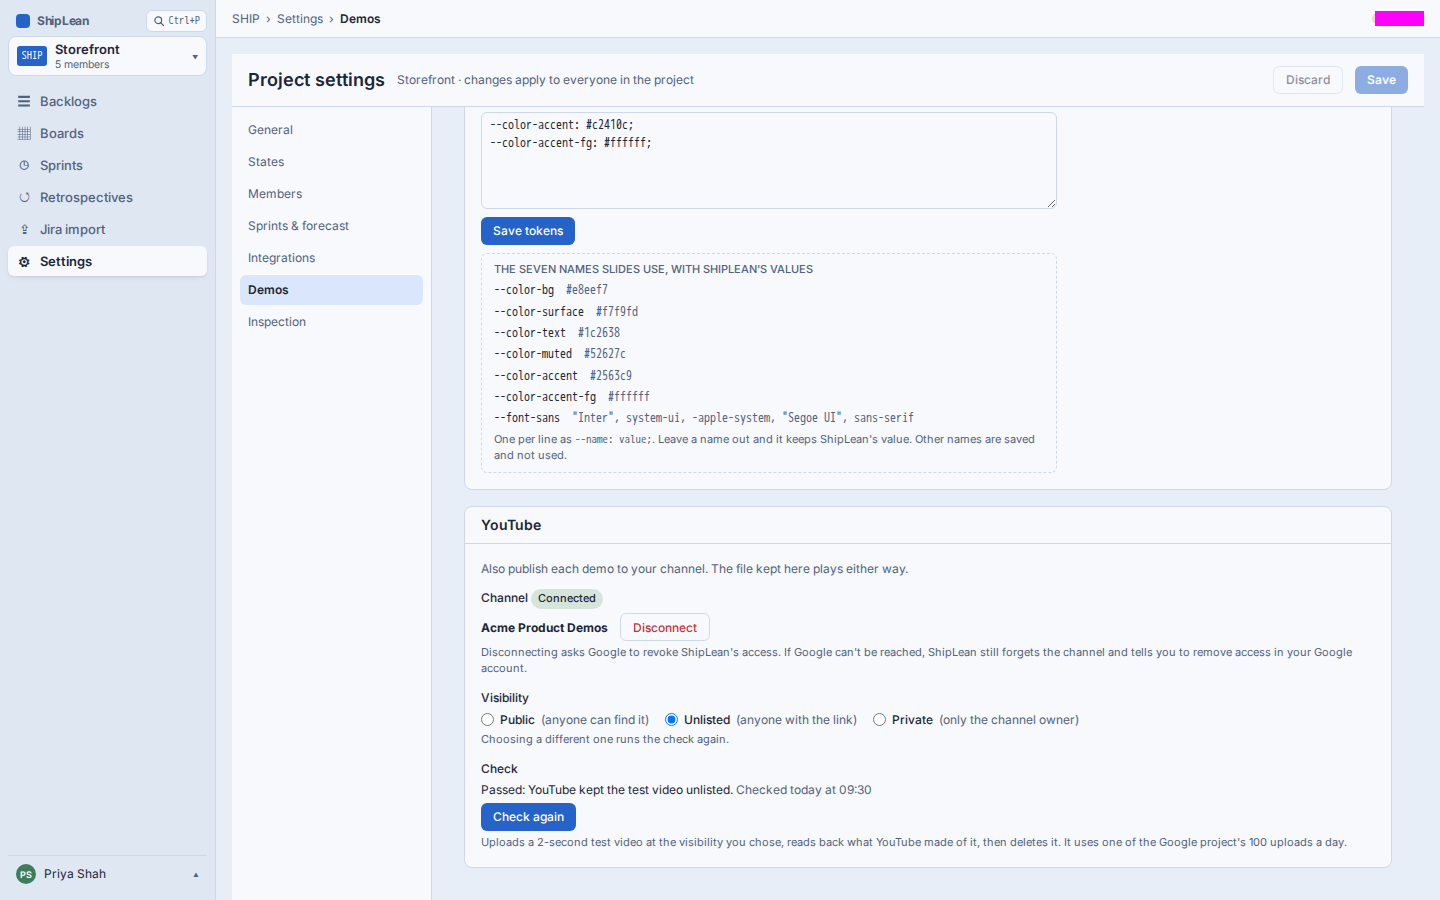 ShipLean
Ctrl+P
SHIP
Storefront
5 members
Backlogs
Boards
Sprints
Retrospectives
Jira import
Settings
Priya Shah
PS
SHIP › Settings › Demos
Project settings
Storefront · changes apply to everyone in the project
Discard
Save
General
States
Members
Sprints & forecast
Integrations
Demos
Inspection
--color-accent: #c2410c;
--color-accent-fg: #ffffff;
Save tokens
THE SEVEN NAMES SLIDES USE, WITH SHIPLEAN'S VALUES
--color-bg #e8eef7
--color-surface #f7f9fd
--color-text #1c2638
--color-muted #52627c
--color-accent #2563c9
--color-accent-fg #ffffff
--font-sans "Inter", system-ui, -apple-system, "Segoe UI", sans-serif
One per line as --name: value;. Leave a name out and it keeps ShipLean's value. Other names are saved
and not used.
YouTube
Also publish each demo to your channel. The file kept here plays either way.
Channel Connected
Acme Product Demos Disconnect
Disconnecting asks Google to revoke ShipLean's access. If Google can't be reached, ShipLean still forgets the channel and tells you to remove access in your Google
account.
Visibility
Public (anyone can find it) Unlisted (anyone with the link) Private (only the channel owner)
Choosing a different one runs the check again.
Check
Passed: YouTube kept the test video unlisted. Checked today at 09:30
Check again
Uploads a 2-second test video at the visibility you chose, reads back what YouTube made of it, then deletes it. It uses one of the Google project's 100 uploads a day.